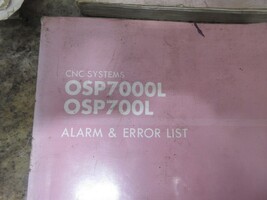 CNC SYSTEMS
OSP7000L
OSP700L
ALARM & ERROR LIST